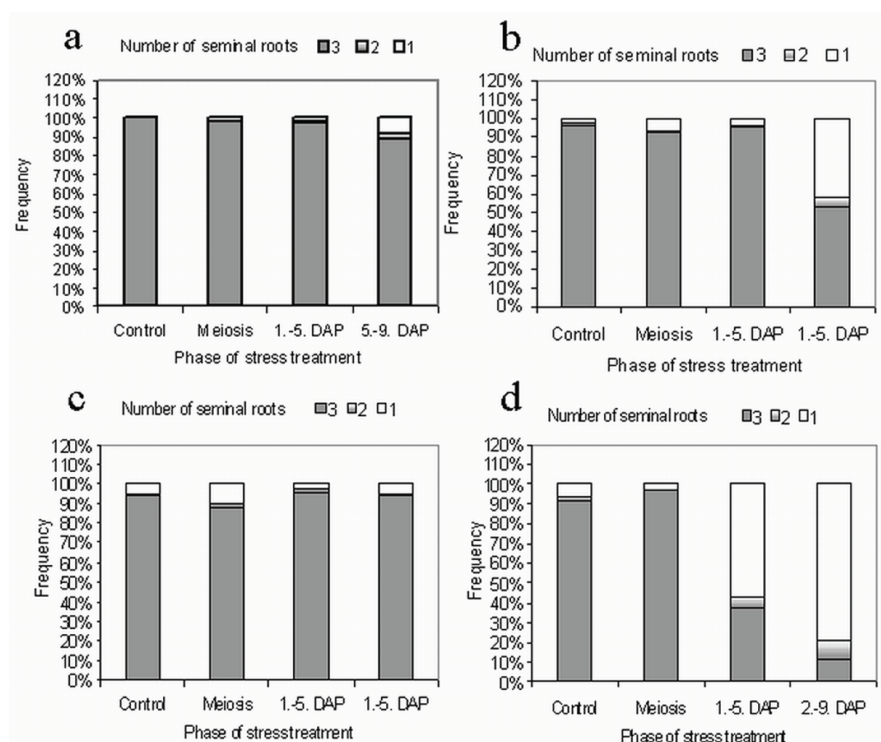 a
Number of seminal roots 3 2 1
120%
110%
100%
90%
80%
70%
60%
50%
40%
30%
20%
10%
0%
Frequency
Control Meiosis 1.-5. DAP 5.-9. DAP
Phase of stress treatment
b
Number of seminal roots 3 2 1
120%
110%
100%
90%
80%
70%
60%
50%
40%
30%
20%
10%
0%
Frequency
Control Meiosis 1.-5. DAP 1.-5. DAP
Phase of stress treatment
c
Number of seminal roots 3 2 1
120%
110%
100%
90%
80%
70%
60%
50%
40%
30%
20%
10%
0%
Frequency
Control Meiosis 1.-5. DAP 1.-5. DAP
Phase of stress treatment
d
Number of seminal roots 3 2 1
120%
110%
100%
90%
80%
70%
60%
50%
40%
30%
20%
10%
0%
Frequency
Control Meiosis 1.-5. DAP 2.-9. DAP
Phase of stress treatment